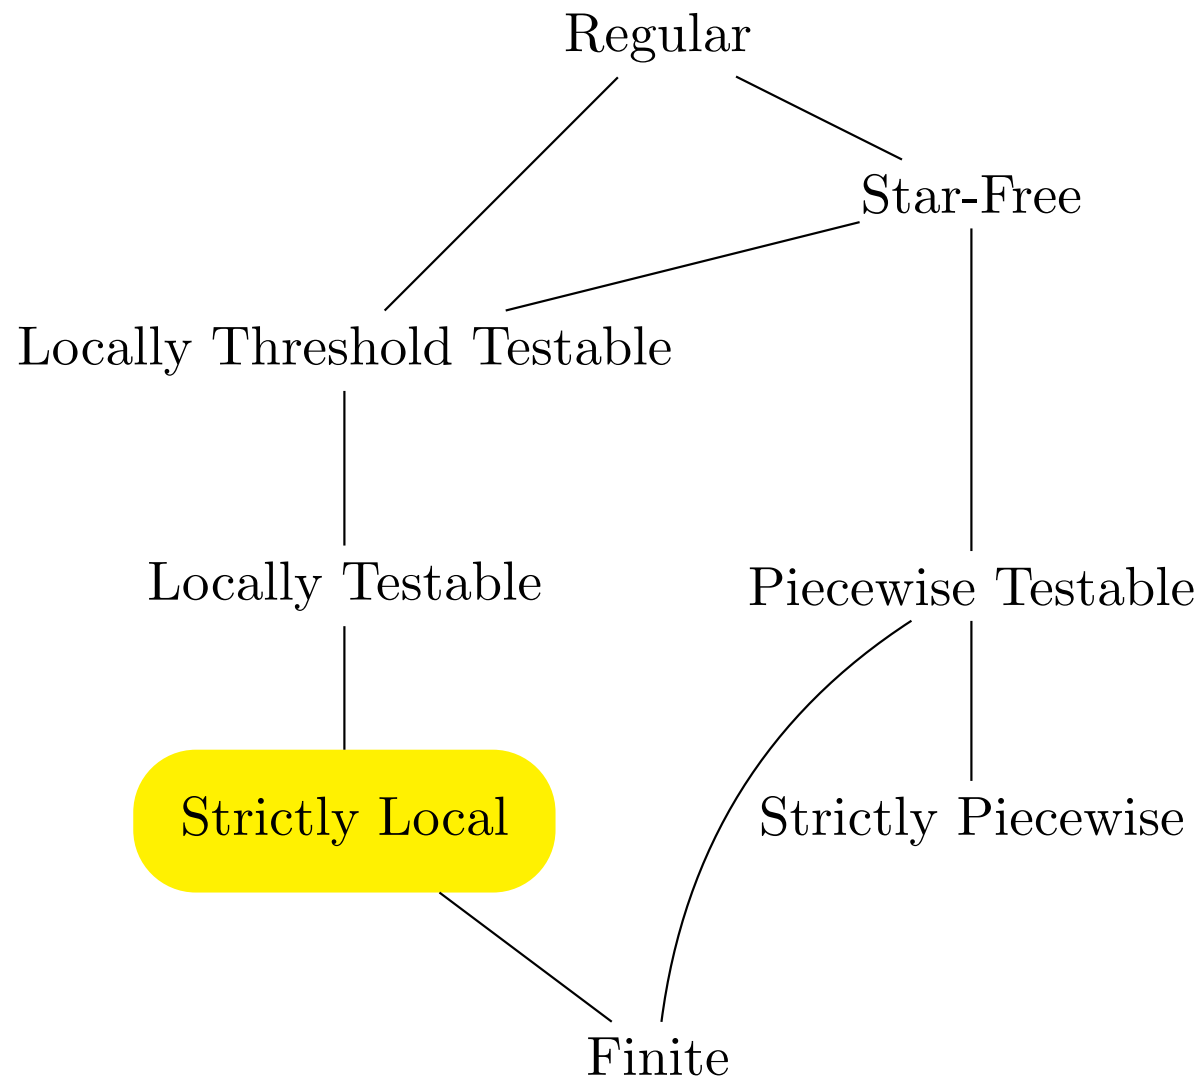 Regular
Star-Free
Locally Threshold Testable
Locally Testable
Piecewise Testable
Strictly Local
Strictly Piecewise
Finite